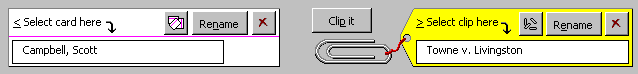 < Select card here
Rename
Campbell, Scott
Clip it
> Select clip here
Rename
Towne v. Livingston